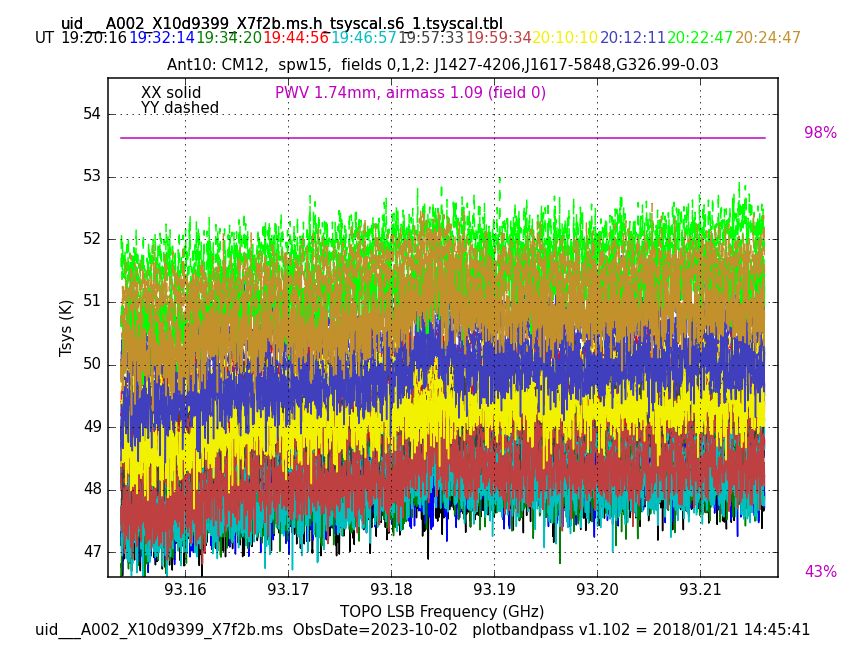 uid___A002_X10d9399_X7f2b.ms.h_tsyscal.s6_1.tsyscal.tbl
UT 19:20:16 19:32:14 19:34:20 19:44:56 19:46:57 19:57:33 19:59:34 20:10:10 20:12:11 20:22:47 20:24:47
Ant10: CM12, spw15, fields 0,1,2: J1427-4206,J1617-5848,G326.99-0.03
XX solid PWV 1.74mm, airmass 1.09 (field 0)
YY dashed
98%
54
53
52
51
50
49
48
47
43%
Tsys (K)
93.16 93.17 93.18 93.19 93.20 93.21
TOPO LSB Frequency (GHz)
uid___A002_X10d9399_X7f2b.ms ObsDate=2023-10-02 plotbandpass v1.102 = 2018/01/21 14:45:41